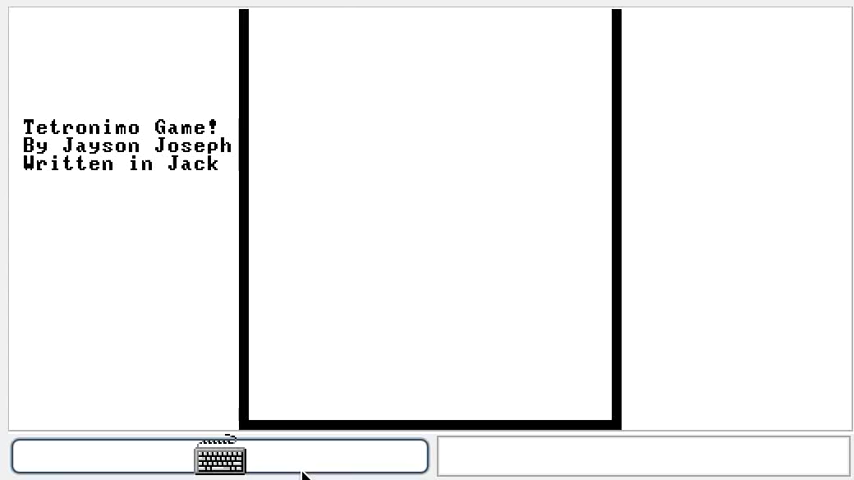 Tetronimo Game!
By Jayson Joseph
Written in Jack